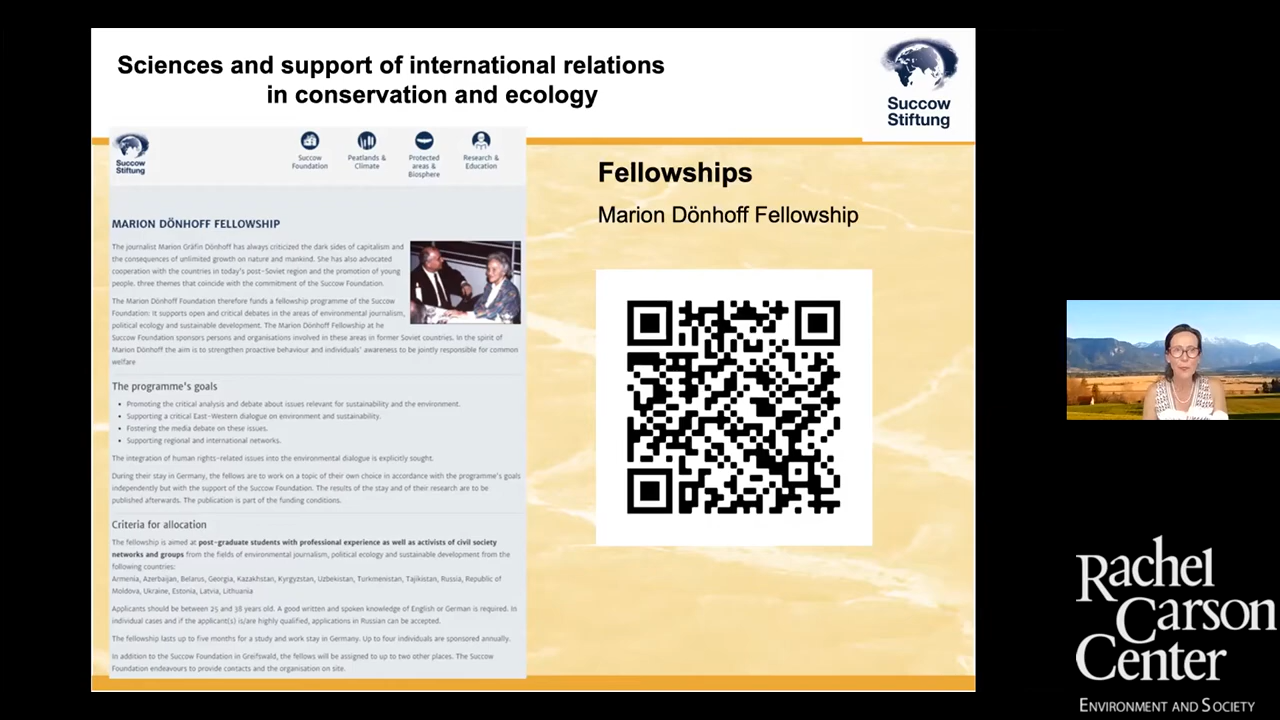 Sciences and support of international relations
in conservation and ecology
Succow
Stiftung
Succow
Stiftung
Succow
Foundation
Peatlands &
Climate
Protected
areas &
Biosphere
Research &
Education
MARION DÖNHOFF FELLOWSHIP
The journalist Marion Gräfin Dönhoff has always criticized the dark sides of capitalism and
the consequences of unlimited growth on nature and mankind. She has also advocated
cooperation with the countries in today's post-Soviet region and the promotion of young
people, three themes that coincide with the commitment of the Succow Foundation.
The Marion Dönhoff Foundation therefore funds a fellowship programme of the Succow
Foundation: it supports open and critical debates in the areas of environmental journalism,
political ecology and sustainable development. The Marion Dönhoff Fellowship at he
Succow Foundation sponsors persons and organisations involved in these areas in former Soviet countries. In the spirit of
Marion Dönhoff the aim is to strengthen proactive behaviour and individuals' awareness to be jointly responsible for common
welfare
The programme's goals
• Promoting the critical analysis and debate about issues relevant for sustainability and the environment.
• Supporting a critical East-Western dialogue on environment and sustainability.
• Fostering the media debate on these issues.
• Supporting regional and international networks.
The integration of human rights-related issues into the environmental dialogue is explicitly sought.
During their stay in Germany, the fellows are to work on a topic of their own choice in accordance with the programme's goals
independently but with the support of the Succow Foundation. The results of the stay and of their research are to be
published afterwards. The publication is part of the funding conditions.
Criteria for allocation
The fellowship is aimed at post-graduate students with professional experience as well as activists of civil society
networks and groups from the fields of environmental journalism, political ecology and sustainable development from the
following countries:
Armenia, Azerbaijan, Belarus, Georgia, Kazakhstan, Kyrgyzstan, Uzbekistan, Turkmenistan, Tajikistan, Russia, Republic of
Moldova, Ukraine, Estonia, Latvia, Lithuania
Applicants should be between 25 and 38 years old. A good written and spoken knowledge of English or German is required. In
individual cases and if the applicant(s) is/are highly qualified, applications in Russian can be accepted.
The fellowship lasts up to five months for a study and work stay in Germany. Up to four individuals are sponsored annually.
In addition to the Succow Foundation in Greifswald, the fellows will be assigned to up to two other places. The Succow
Foundation endeavours to provide contacts and the organisation on site.
Fellowships
Marion Dönhoff Fellowship
Rachel
Carson
Center
ENVIRONMENT AND SOCIETY